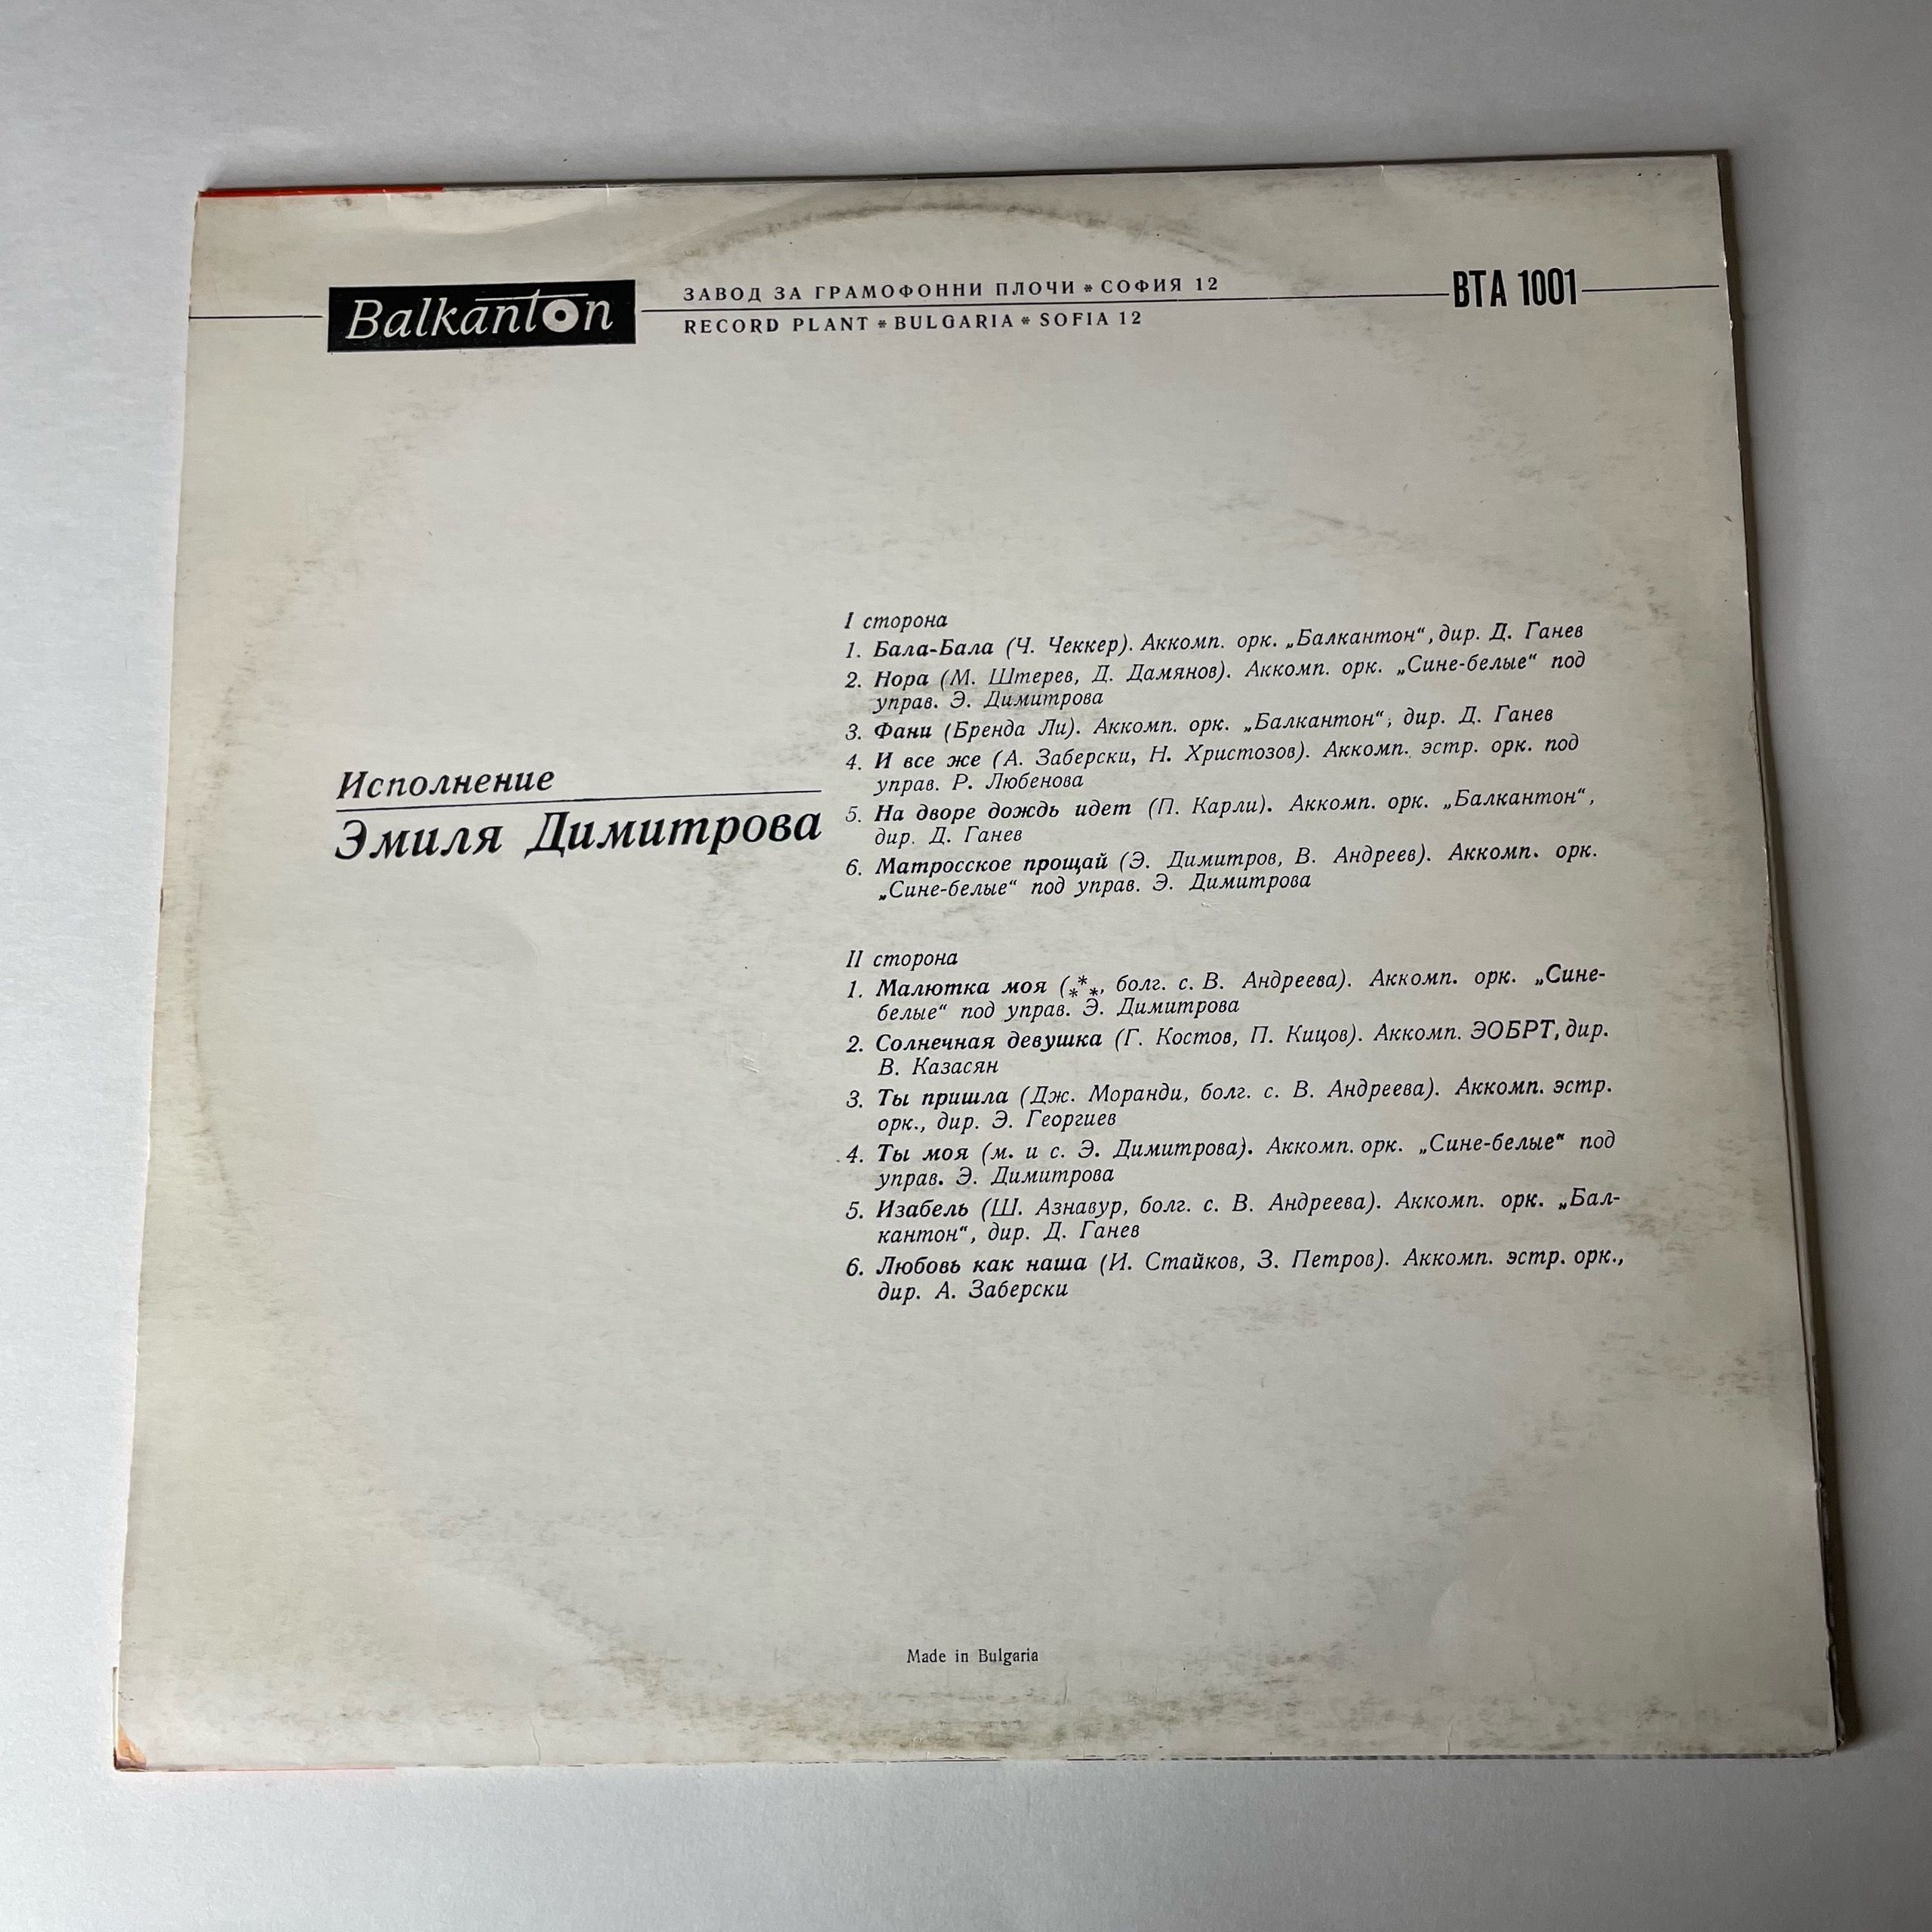 Balkanton
ЗАВОД ЗА ГРАМОФОННИ ПЛОЧИ * СОФИЯ 12
RECORD PLANT * BULGARIA * SOFIA 12
ВТА 1001
Исполнение
Эмиля Димитрова
I сторона
1. Бала-Бала (Ч. Чеккер). Аккомп. орк. „Балкантон“, дир. Д. Ганев
2. Нора (М. Штерев, Д. Дамянов). Аккомп. орк. „Сине-белые“ под
управ. Э. Димитрова
3. Фани (Бренда Ли). Аккомп. орк. „Балкантон“, дир. Д. Ганев
4. И все же (А. Заберски, Н. Христозов). Аккомп. эстр. орк. под
управ. Р. Любенова
5. На дворе дождь идет (П. Карли). Аккомп. орк. „Балкантон“,
дир. Д. Ганев
6. Матросское прощай (Э. Димитров, В. Андреев). Аккомп. орк.
„Сине-белые“ под управ. Э. Димитрова
II сторона
1. Малютка моя (***, болг. с. В. Андреева). Аккомп. орк. „Сине-
белые“ под управ. Э. Димитрова
2. Солнечная девушка (Г. Костов, П. Кицов). Аккомп. ЭОБРТ, дир.
В. Казасян
3. Ты пришла (Дж. Моранди, болг. с. В. Андреева). Аккомп. эстр.
орк., дир. Э. Георгиев
4. Ты моя (м. и с. Э. Димитрова). Аккомп. орк. „Сине-белые“ под
управ. Э. Димитрова
5. Изабель (Ш. Азнавур, болг. с. В. Андреева). Аккомп. орк. „Бал-
кантон“, дир. Д. Ганев
6. Любовь как наша (И. Стайков, З. Петров). Аккомп. эстр. орк.,
дир. А. Заберски
Made in Bulgaria